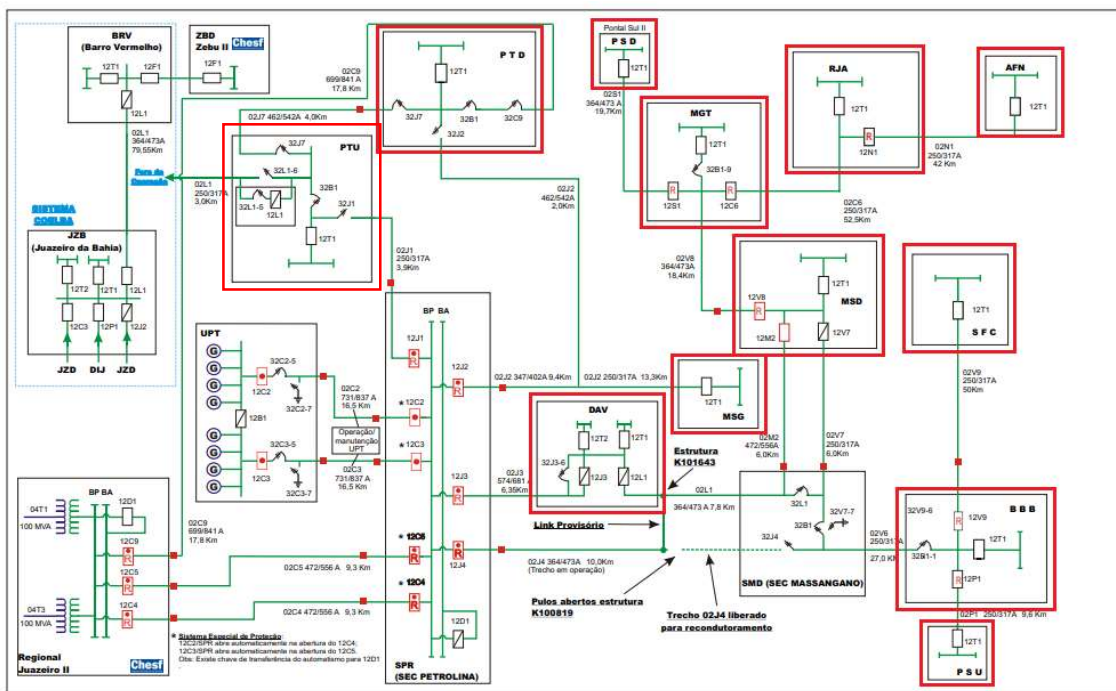 BRV
(Barro Vermelho)
12T1
12F1
12L1
ZBD
Zebu II
Chesf
12F1
02L1
364/473A
79,55Km
Fora de
Operação
SISTEMA
COELBA
JZB
(Juazeiro da Bahia)
12T2
12T1
12L1
12C3
12P1
12J2
JZD
DIJ
JZD
02C9
699/841 A
17,8 Km
P T D
12T1
32J7
32B1
32C9
32J2
02J7 462/542A 4,0Km
PTU
32J7
32L1-6
32B1
32L1-5
12L1
32J1
12T1
02L1
250/317A
3,0Km
02J2
462/542A
2,0Km
02J1
250/317A
3,9Km
Pontal Sul II
P S D
12T1
02S1
364/473 A
19,7Km
MGT
12T1
32B1-9
R
R
12S1
12C6
RJA
12T1
R
12N1
AFN
12T1
02N1
250/317A
42 Km
02C6
250/317A
52,5Km
02V8
364/473A
18,4Km
MSD
12T1
12V8
R
12M2
R
12V7
S F C
12T1
02V9
250/317A
50Km
UPT
G
G
G
G
G
G
G
G
32C2-5
12C2
32C2-7
12B1
32C3-5
12C3
32C3-7
02C2
731/837 A
16,5 Km
Operação/
manutenção
UPT
02C3
731/837 A
16,5 Km
BP BA
12J1
R
12J2
R
* 12C2
* 12C3
12J3
R
* 12C5
R
R
12J4
* 12C4
R
12D1
SPR
(SEC PETROLINA)
02J2 347/402A 9,4Km
02J2 250/317A 13,3Km
12T1
MSG
DAV
12T2
12T1
32J3-6
12J3
12L1
02J3
574/681 A
6,35Km
Estrutura
K101643
02L1
364/473 A 7,8 Km
Link Provisório
02J4 364/473A 10,0Km
(Trecho em operação)
Pulos abertos estrutura
K100819
Trecho 02J4 liberado
para recondutoramento
02M2
472/556A
6,0Km
02V7
250/317A
6,0Km
32L1
32B1
32V7-7
32J4
SMD (SEC MASSANGANO)
02V6
250/317A
27,0 KM
B B B
32V9-6
R
12V9
12T1
32B1-1
R
12P1
02P1 250/317A 9,6 Km
12T1
P S U
BP BA
12D1
04T1
100 MVA
R
12C9
R
12C5
R
12C4
04T3
100 MVA
Regional
Juazeiro II
Chesf
02C9
699/841 A
17,8 Km
02C5 472/556 A 9,3 Km
02C4 472/556 A 9,3 Km
* Sistema Especial de Proteção:
12C2/SPR abre automaticamente na abertura do 12C4;
12C3/SPR abre automaticamente na abertura do 12C5.
Obs: Existe chave de transferência do automatismo para 12D1